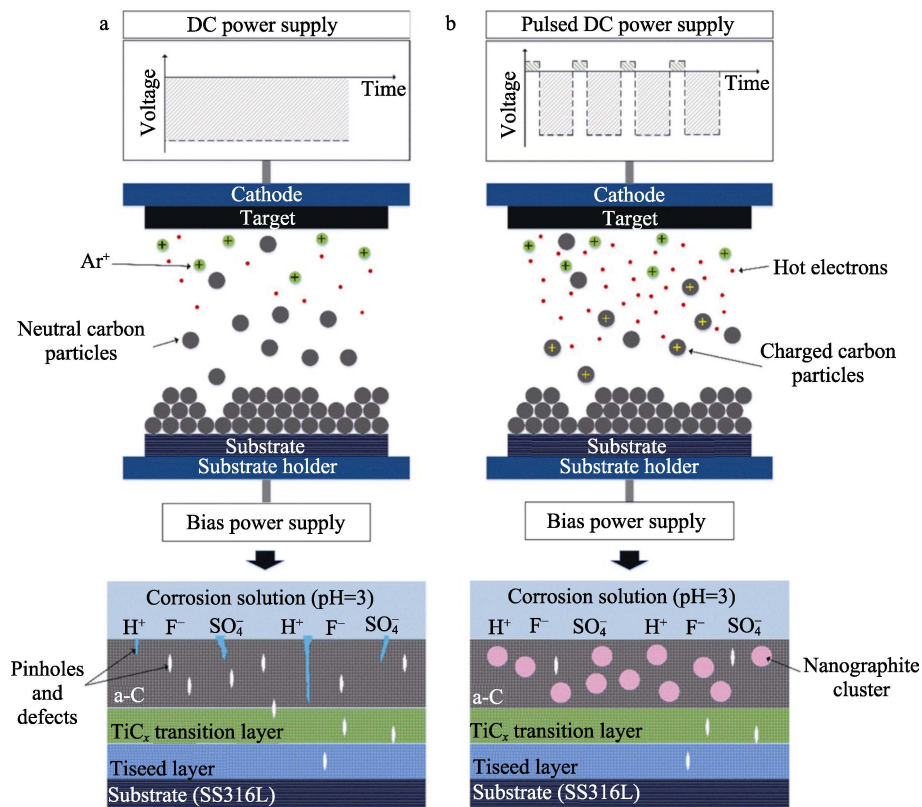 a
DC power supply
Voltage
Time
Cathode
Target
Ar+
Neutral carbon
particles
Substrate
Substrate holder
Bias power supply
Corrosion solution (pH=3)
H+ F− SO4− H+ F− SO4−
Pinholes
and
defects
a-C
TiCx transition layer
Tiseed layer
Substrate (SS316L)
b
Pulsed DC power supply
Voltage
Time
Cathode
Target
Hot electrons
Charged carbon
particles
Substrate
Substrate holder
Bias power supply
Corrosion solution (pH=3)
H+ F− SO4− H+ F− SO4−
Nanographite
cluster
a-C
TiCx transition layer
Tiseed layer
Substrate (SS316L)